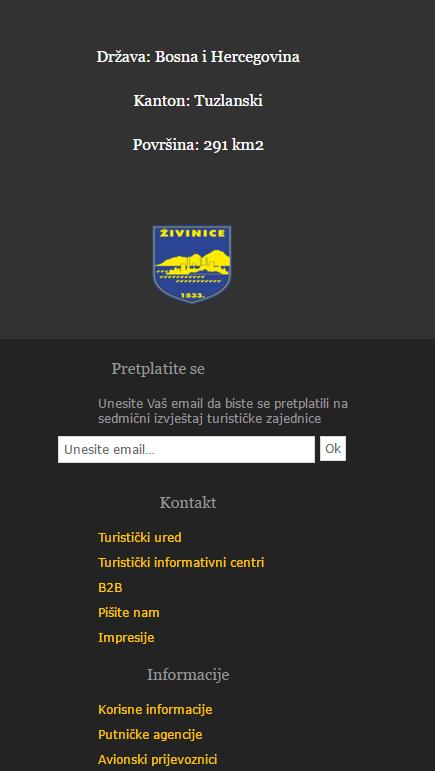 Država: Bosna i Hercegovina
Kanton: Tuzlanski
Površina: 291 km2
ŽIVINICE
1533.
Pretplatite se
Unesite Vaš email da biste se pretplatili na
sedmični izvještaj turističke zajednice
Unesite email... Ok
Kontakt
Turistički ured
Turistički informativni centri
B2B
Pišite nam
Impresije
Informacije
Korisne informacije
Putničke agencije
Avionski prijevoznici